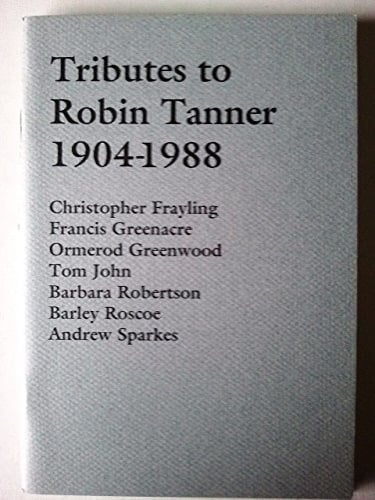 Tributes to
Robin Tanner
1904-1988
Christopher Frayling
Francis Greenacre
Ormerod Greenwood
Tom John
Barbara Robertson
Barley Roscoe
Andrew Sparkes